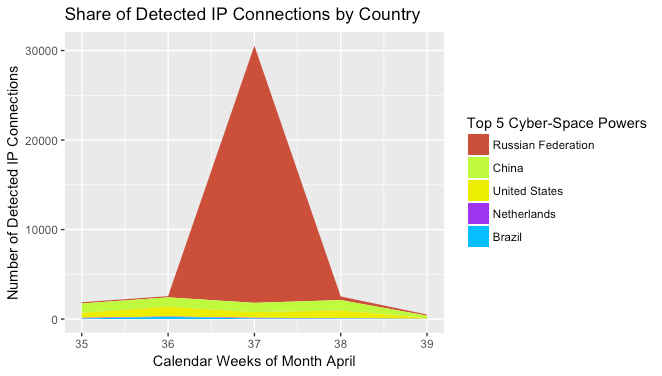 Share of Detected IP Connections by Country
Number of Detected IP Connections
30000
20000
10000
0
35
36
37
38
39
Calendar Weeks of Month April
Top 5 Cyber-Space Powers
Russian Federation
China
United States
Netherlands
Brazil